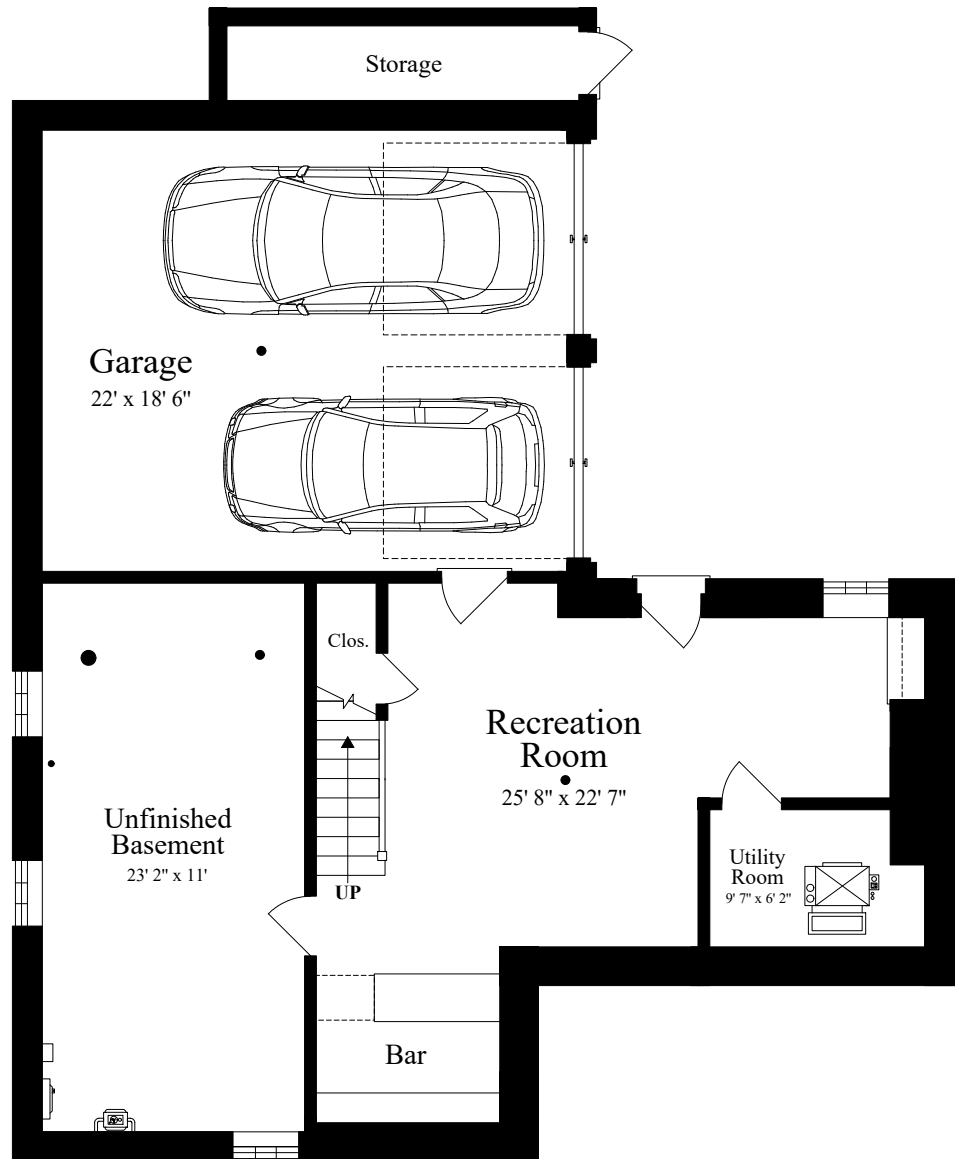 Storage
Garage
22' x 18' 6"
Clos.
Recreation
Room
25' 8" x 22' 7"
Unfinished
Basement
23' 2" x 11'
Utility
Room
9' 7" x 6' 2"
UP
Bar